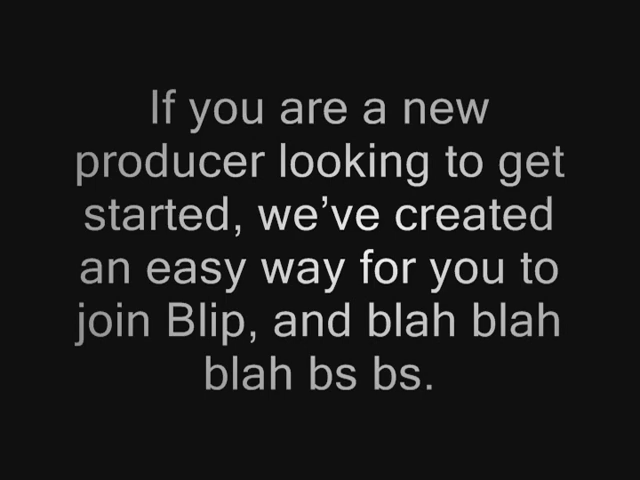 If you are a new
producer looking to get
started, we’ve created
an easy way for you to
join Blip, and blah blah
blah bs bs.